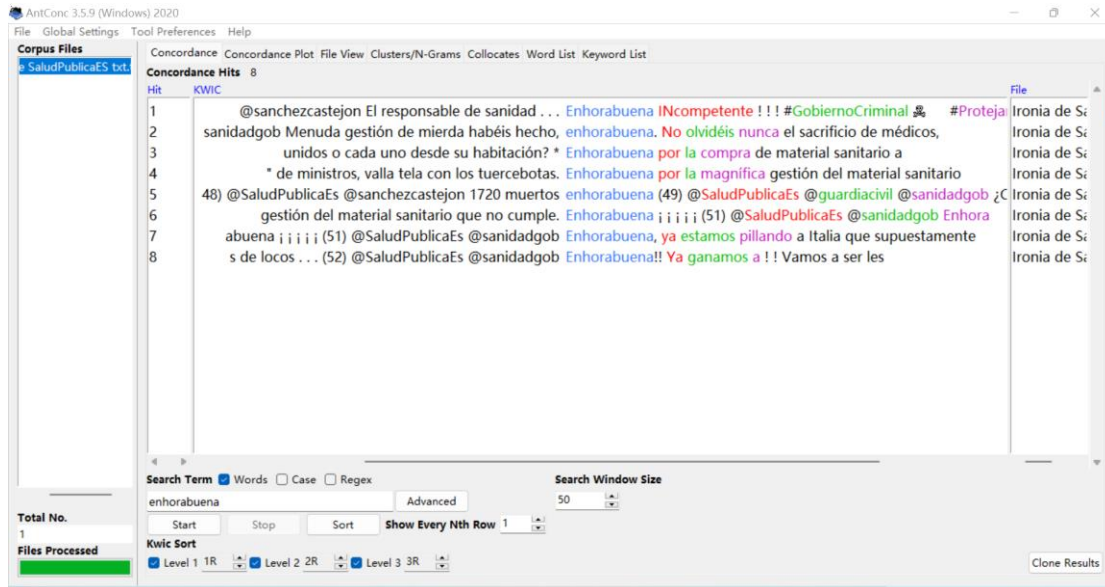 AntConc 3.5.9 (Windows) 2020
File Global Settings Tool Preferences Help
Corpus Files
e SaludPublicaES txt.
Concordance Concordance Plot File View Clusters/N-Grams Collocates Word List Keyword List
Concordance Hits 8
Hit KWIC File
1 @sanchezcastejon El responsable de sanidad . . . Enhorabuena INcompetente ! ! ! #GobiernoCriminal #Proteja Ironia de Sa
2 sanidadgob Menuda gestión de mierda habéis hecho, enhorabuena. No olvidéis nunca el sacrificio de médicos, Ironia de Sa
3 unidos o cada uno desde su habitación? * Enhorabuena por la compra de material sanitario a Ironia de Sa
4 " de ministros, valla tela con los tuercebotas. Enhorabuena por la magnífica gestión del material sanitario Ironia de Sa
5 48) @SaludPublicaEs @sanchezcastejon 1720 muertos enhorabuena (49) @SaludPublicaEs @guardiacivil @sanidadgob ¿C Ironia de Sa
6 gestión del material sanitario que no cumple. Enhorabuena ¡ ¡ ¡ ¡ ¡ (51) @SaludPublicaEs @sanidadgob Enhora Ironia de Sa
7 abuena ¡ ¡ ¡ ¡ ¡ (51) @SaludPublicaEs @sanidadgob Enhorabuena, ya estamos pillando a Italia que supuestamente Ironia de Sa
8 s de locos . . . (52) @SaludPublicaEs @sanidadgob Enhorabuena!! Ya ganamos a ! ! Vamos a ser les Ironia de Sa
Search Term Words Case Regex Search Window Size
enhorabuena Advanced 50
Total No.
1
Start Stop Sort Show Every Nth Row 1
Files Processed
Kwic Sort
Level 1 1R Level 2 2R Level 3 3R Clone Results